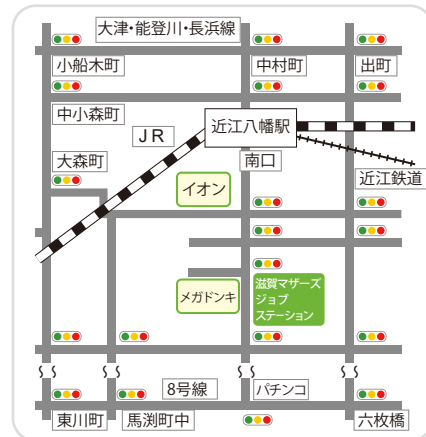 大津・能登川・長浜線
小船木町
中村町
出町
中小森町
近江八幡駅
JR
大森町
南口
近江鉄道
イオン
メガドンキ
滋賀マザーズ
ジョブ
ステーション
8号線
パチンコ
東川町
馬渕町中
六枚橋